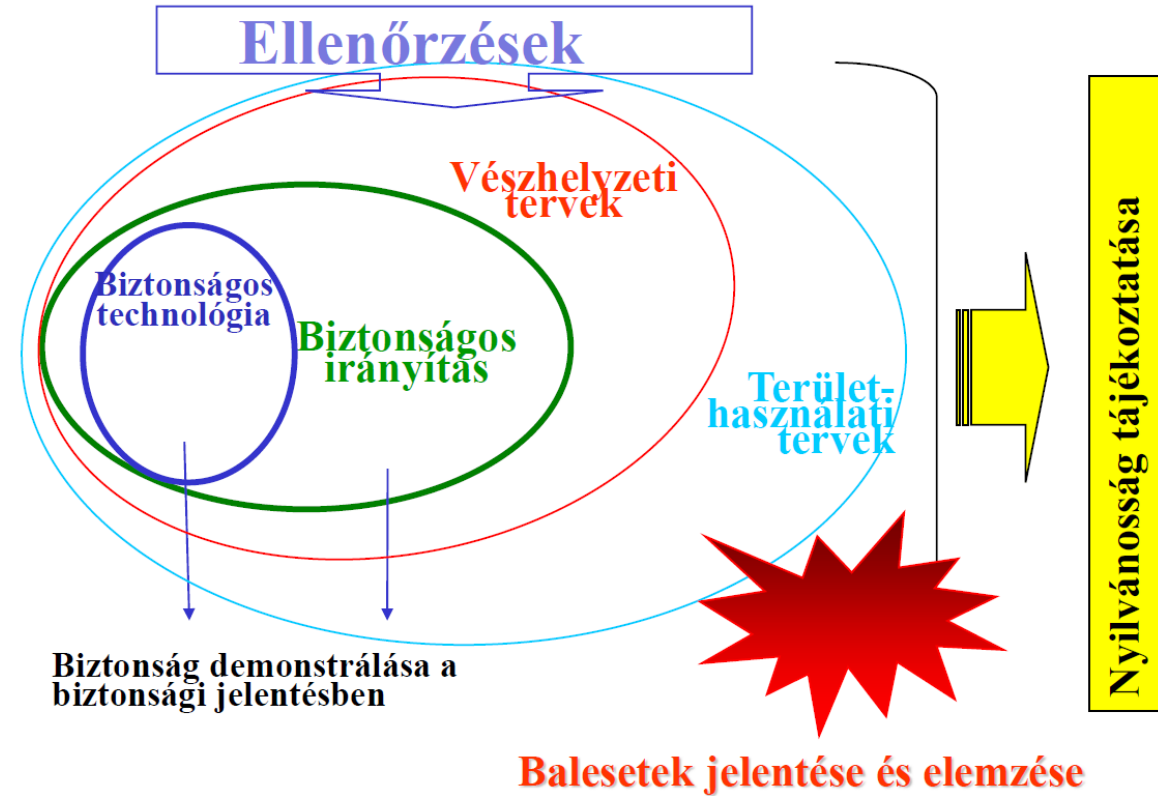 Ellenőrzések
Vészhelyzeti
tervek
Biztonságos
technológia
Biztonságos
irányítás
Terület-
használati
tervek
Biztonság demonstrálása a
biztonsági jelentésben
Balesetek jelentése és elemzése
Nyilvánosság tájékoztatása